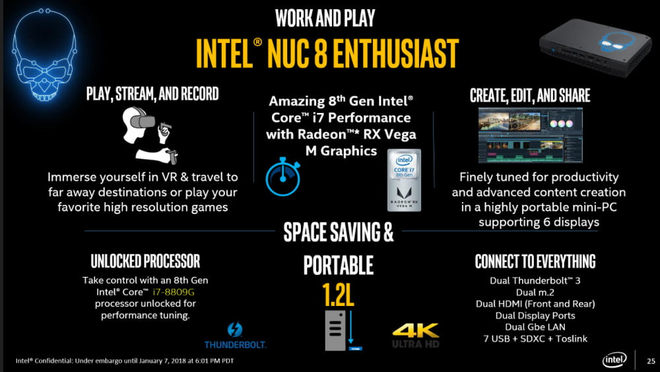 WORK AND PLAY
INTEL® NUC 8 ENTHUSIAST
PLAY, STREAM, AND RECORD
Immerse yourself in VR & travel to
far away destinations or play your
favorite high resolution games
Amazing 8th Gen Intel®
Core™ i7 Performance
with Radeon™* RX Vega
M Graphics
intel
CORE i7
8th Gen
RADEON RX
VEGA M
CREATE, EDIT, AND SHARE
Finely tuned for productivity
and advanced content creation
in a highly portable mini-PC
supporting 6 displays
SPACE SAVING &
PORTABLE
1.2L
UNLOCKED PROCESSOR
Take control with an 8th Gen
Intel® Core™ i7-8809G
processor unlocked for
performance tuning.
THUNDERBOLT™
4K
ULTRA HD
CONNECT TO EVERYTHING
Dual Thunderbolt™ 3
Dual m.2
Dual HDMI (Front and Rear)
Dual Display Ports
Dual Gbe LAN
7 USB + SDXC + Toslink
Intel® Confidential: Under embargo until January 7, 2018 at 6:01 PM PDT
intel
25